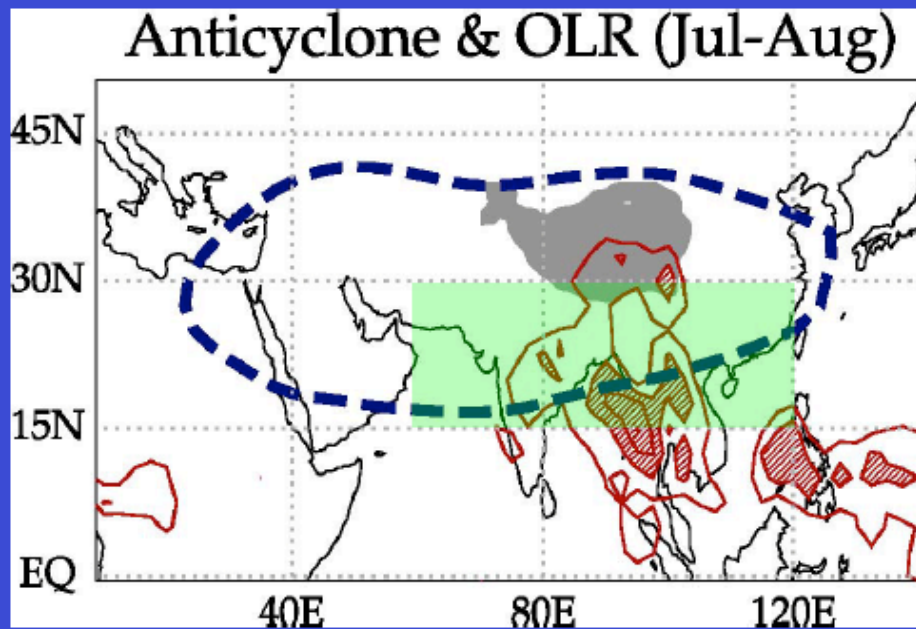 Anticyclone & OLR (Jul-Aug)
45N
30N
15N
EQ
40E 80E 120E